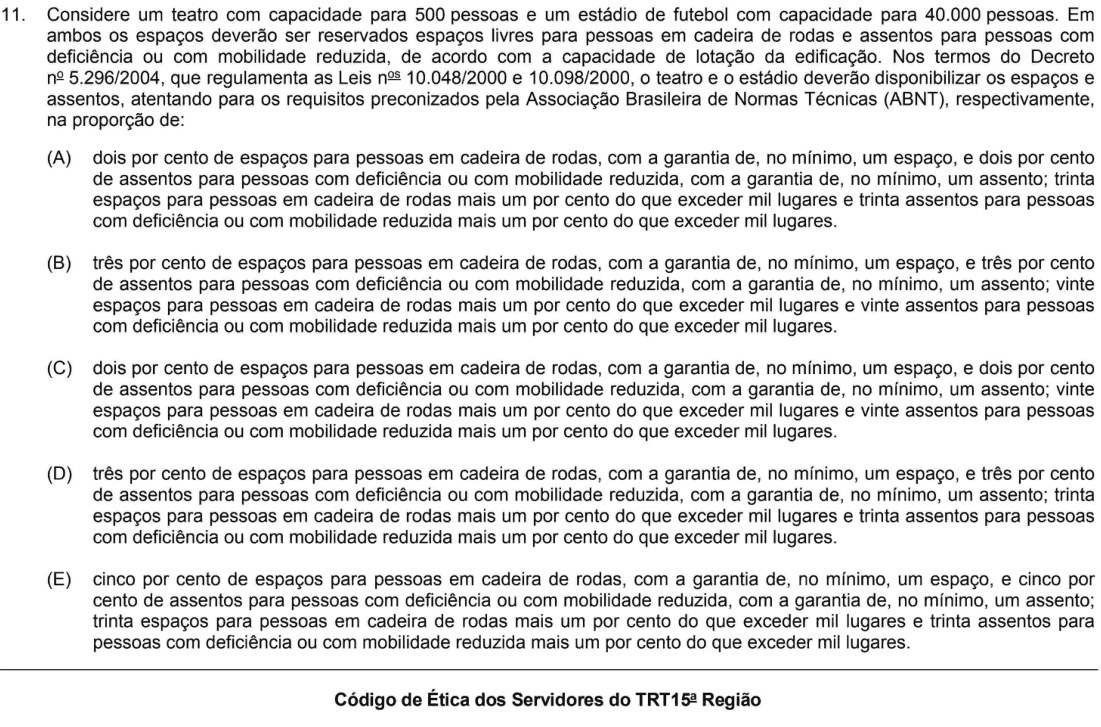 11. Considere um teatro com capacidade para 500 pessoas e um estádio de futebol com capacidade para 40.000 pessoas. Em
ambos os espaços deverão ser reservados espaços livres para pessoas em cadeira de rodas e assentos para pessoas com
deficiência ou com mobilidade reduzida, de acordo com a capacidade de lotação da edificação. Nos termos do Decreto
nº 5.296/2004, que regulamenta as Leis nºs 10.048/2000 e 10.098/2000, o teatro e o estádio deverão disponibilizar os espaços e
assentos, atentando para os requisitos preconizados pela Associação Brasileira de Normas Técnicas (ABNT), respectivamente,
na proporção de:
(A) dois por cento de espaços para pessoas em cadeira de rodas, com a garantia de, no mínimo, um espaço, e dois por cento
de assentos para pessoas com deficiência ou com mobilidade reduzida, com a garantia de, no mínimo, um assento; trinta
espaços para pessoas em cadeira de rodas mais um por cento do que exceder mil lugares e trinta assentos para pessoas
com deficiência ou com mobilidade reduzida mais um por cento do que exceder mil lugares.
(B) três por cento de espaços para pessoas em cadeira de rodas, com a garantia de, no mínimo, um espaço, e três por cento
de assentos para pessoas com deficiência ou com mobilidade reduzida, com a garantia de, no mínimo, um assento; vinte
espaços para pessoas em cadeira de rodas mais um por cento do que exceder mil lugares e vinte assentos para pessoas
com deficiência ou com mobilidade reduzida mais um por cento do que exceder mil lugares.
(C) dois por cento de espaços para pessoas em cadeira de rodas, com a garantia de, no mínimo, um espaço, e dois por cento
de assentos para pessoas com deficiência ou com mobilidade reduzida, com a garantia de, no mínimo, um assento; vinte
espaços para pessoas em cadeira de rodas mais um por cento do que exceder mil lugares e vinte assentos para pessoas
com deficiência ou com mobilidade reduzida mais um por cento do que exceder mil lugares.
(D) três por cento de espaços para pessoas em cadeira de rodas, com a garantia de, no mínimo, um espaço, e três por cento
de assentos para pessoas com deficiência ou com mobilidade reduzida, com a garantia de, no mínimo, um assento; trinta
espaços para pessoas em cadeira de rodas mais um por cento do que exceder mil lugares e trinta assentos para pessoas
com deficiência ou com mobilidade reduzida mais um por cento do que exceder mil lugares.
(E) cinco por cento de espaços para pessoas em cadeira de rodas, com a garantia de, no mínimo, um espaço, e cinco por
cento de assentos para pessoas com deficiência ou com mobilidade reduzida, com a garantia de, no mínimo, um assento;
trinta espaços para pessoas em cadeira de rodas mais um por cento do que exceder mil lugares e trinta assentos para
pessoas com deficiência ou com mobilidade reduzida mais um por cento do que exceder mil lugares.
Código de Ética dos Servidores do TRT15ª Região